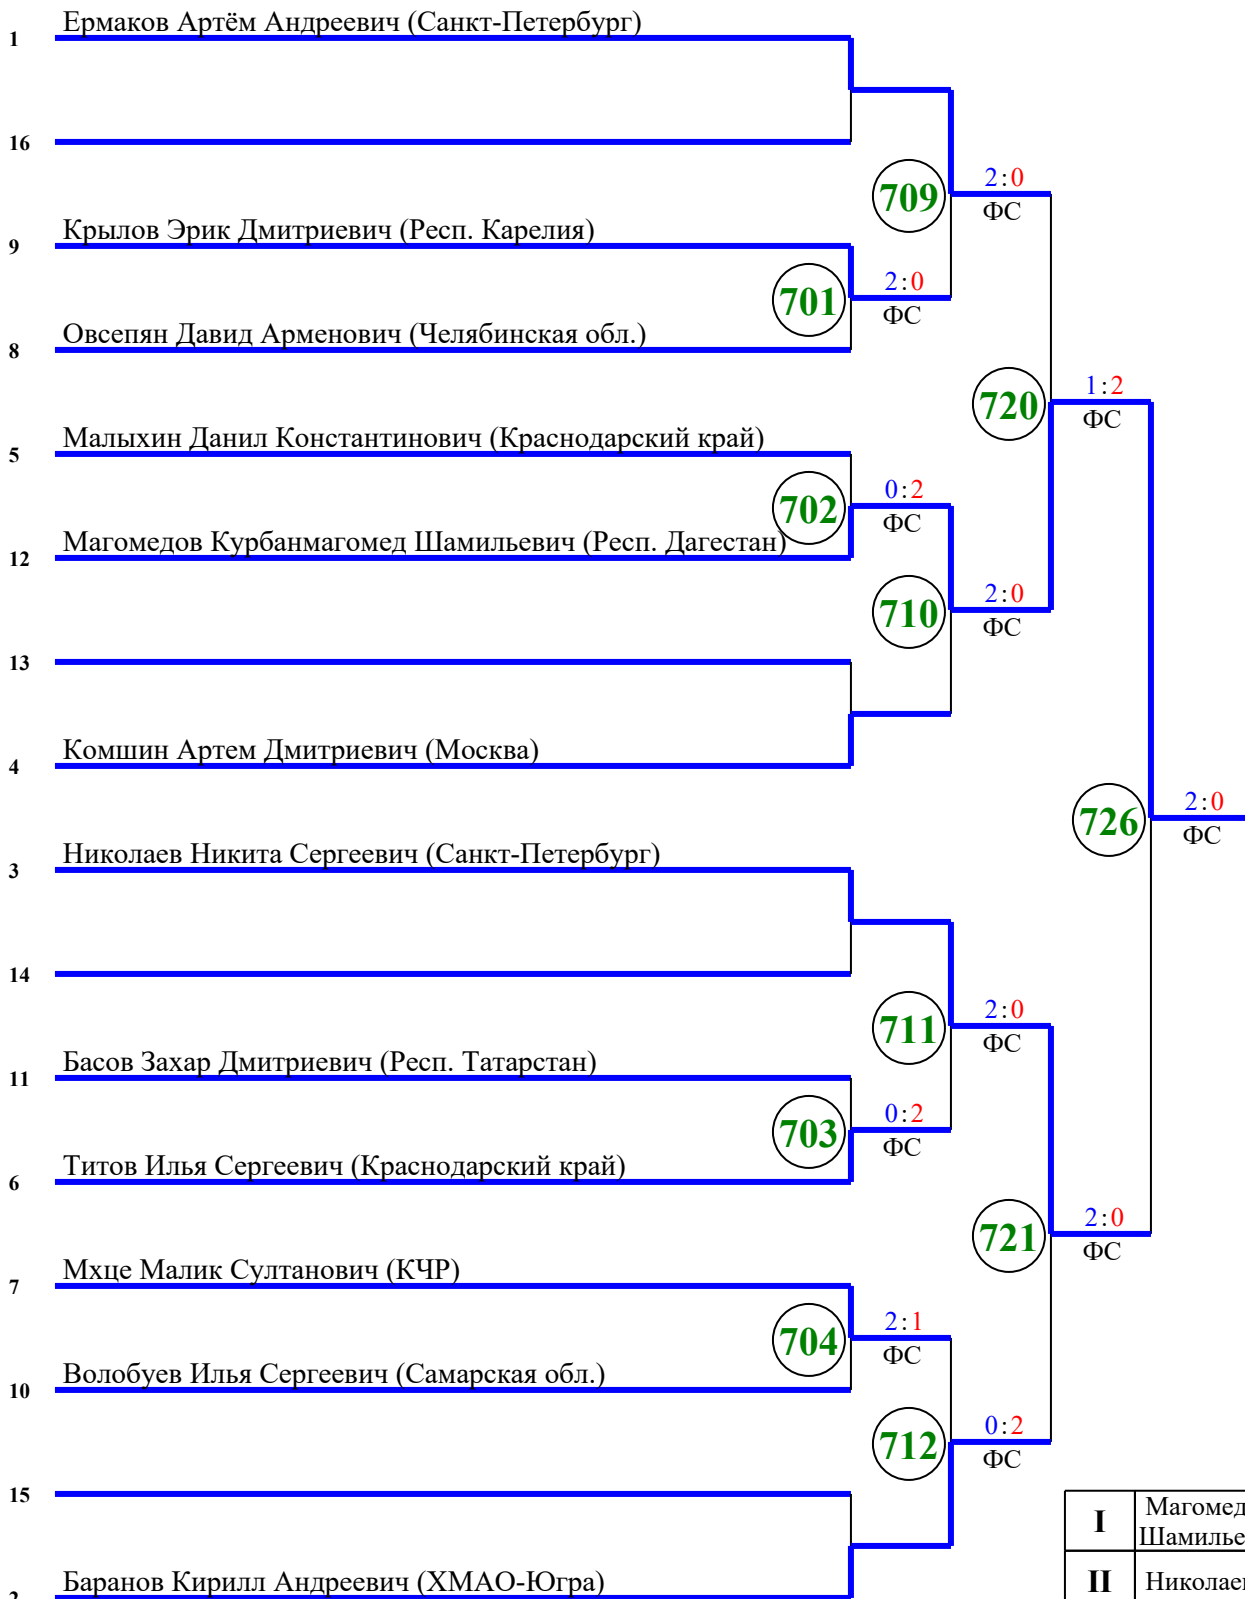 Ермаков Артём Андреевич (Санкт-Петербург)
1
16
709
2:0
ФС
Крылов Эрик Дмитриевич (Респ. Карелия)
9
701
2:0
ФС
Овсепян Давид Арменович (Челябинская обл.)
8
720
1:2
ФС
Малыхин Данил Константинович (Краснодарский край)
5
702
0:2
ФС
Магомедов Курбанмагомед Шамильевич (Респ. Дагестан)
12
710
2:0
ФС
13
Комшин Артем Дмитриевич (Москва)
4
726
2:0
ФС
Николаев Никита Сергеевич (Санкт-Петербург)
3
14
711
2:0
ФС
Басов Захар Дмитриевич (Респ. Татарстан)
11
703
0:2
ФС
Титов Илья Сергеевич (Краснодарский край)
6
721
2:0
ФС
Мхце Малик Султанович (КЧР)
7
704
2:1
ФС
Волобуев Илья Сергеевич (Самарская обл.)
10
712
0:2
ФС
15
I
Магомед
Шамилье
Баранов Кирилл Андреевич (ХМАО-Югра)
2
II
Николаев